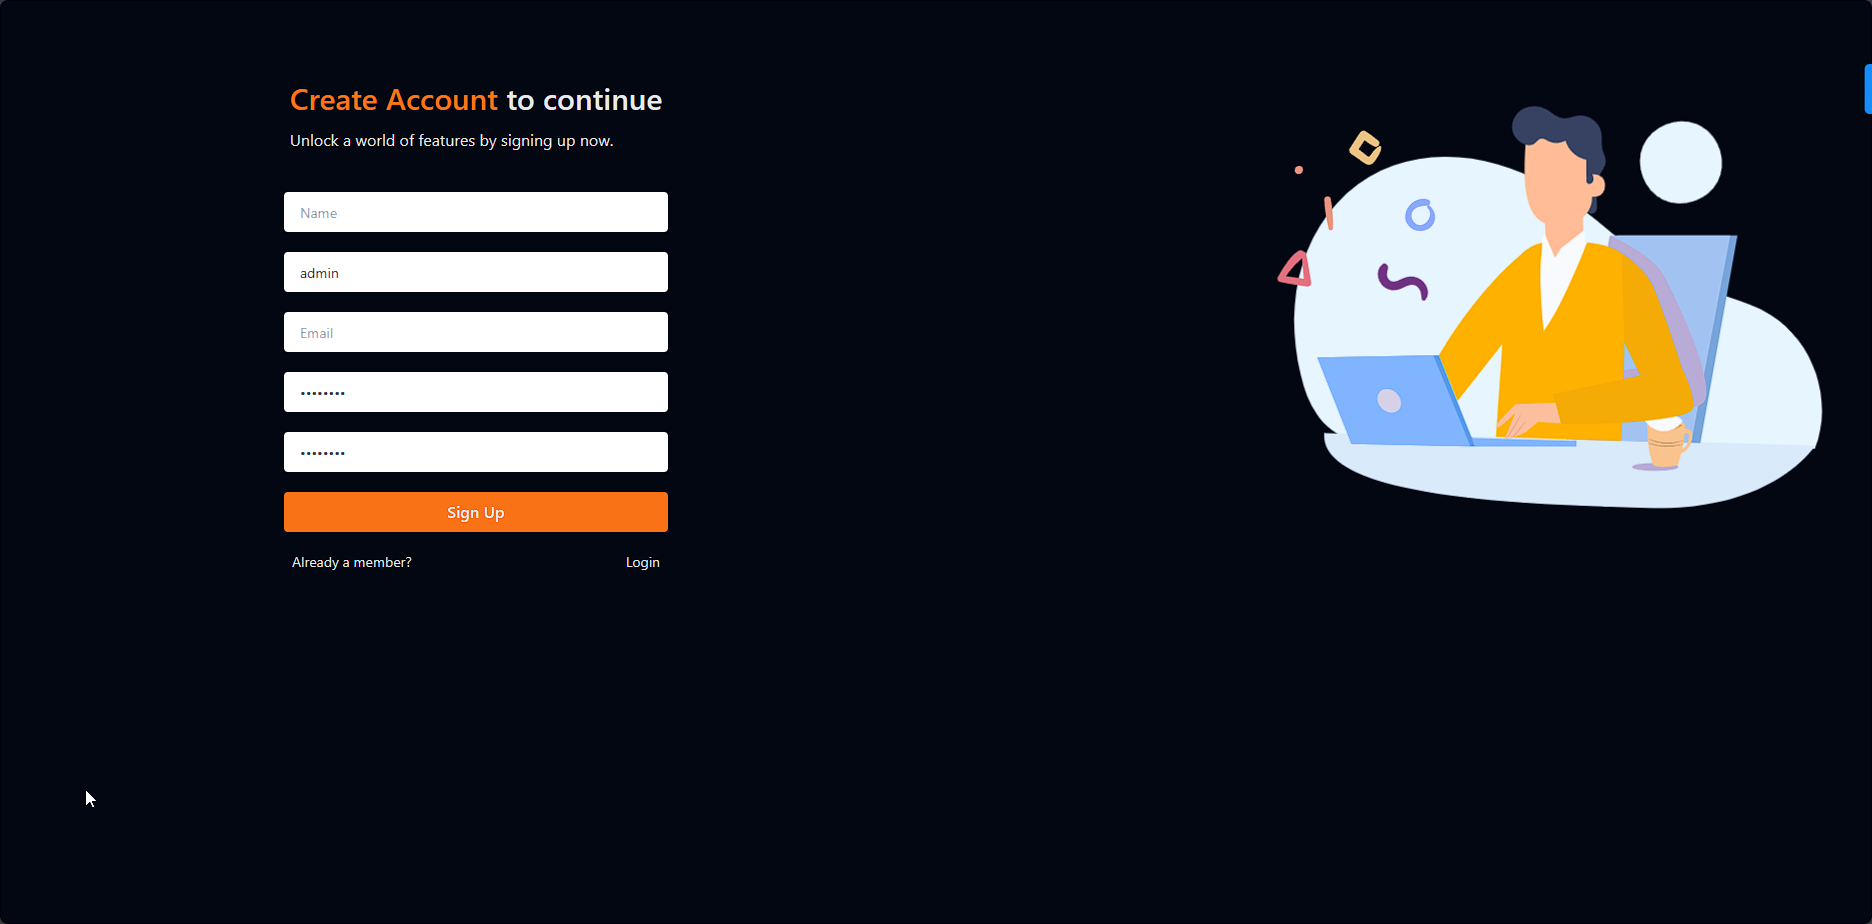 Create Account to continue
Unlock a world of features by signing up now.
Name
admin
Email
••••••••
••••••••
Sign Up
Already a member? Login